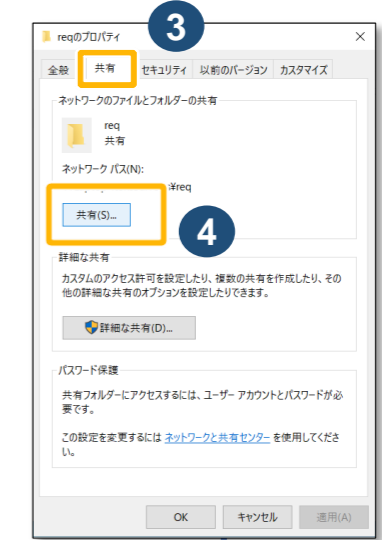 reqのプロパティ
3
全般 共有 セキュリティ 以前のバージョン カスタマイズ
ネットワークのファイルとフォルダーの共有
req
共有
ネットワーク パス(N):
¥req
共有(S)...
4
詳細な共有
カスタムのアクセス許可を設定したり、複数の共有を作成したり、その
他の詳細な共有のオプションを設定したりできます。
詳細な共有(D)...
パスワード保護
共有フォルダーにアクセスするには、ユーザー アカウントとパスワードが必
要です。
この設定を変更するには ネットワークと共有センター を使用してくださ
い。
OK キャンセル 適用(A)